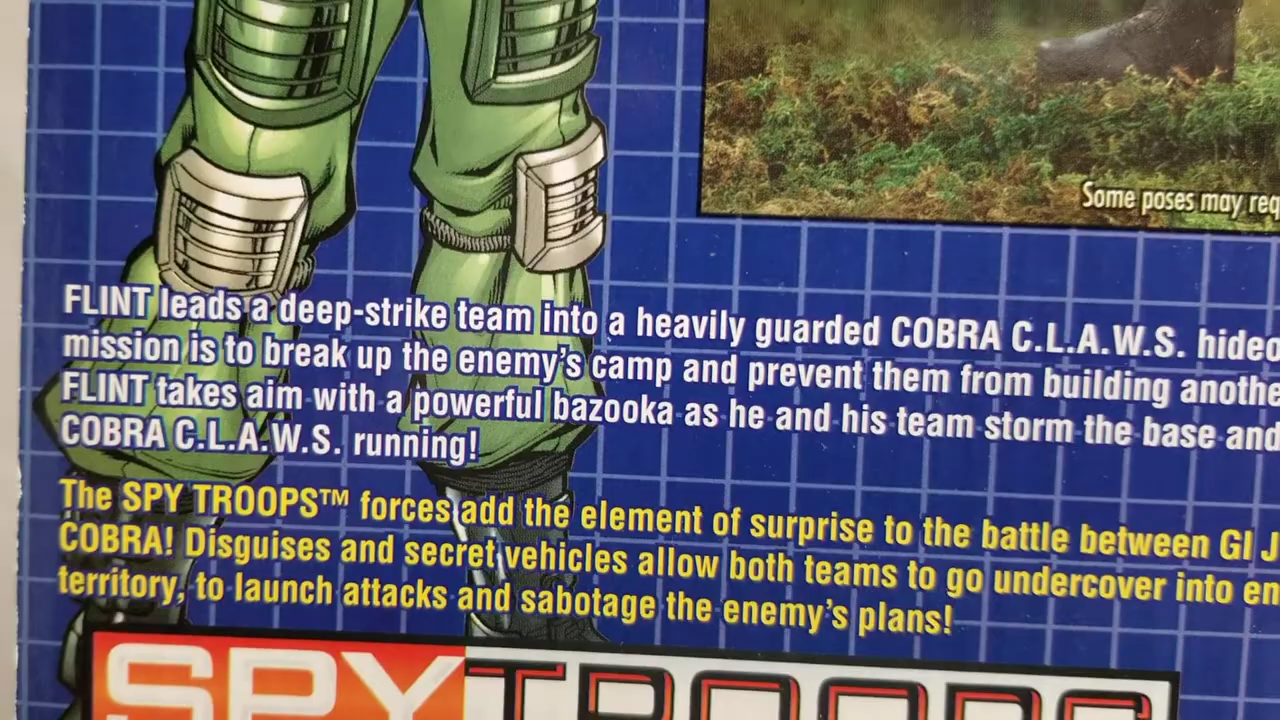 Some poses may
FLINT leads a deep-strike team into a heavily guarded COBRA C.L.A.W.S.
mission is to break up the enemy's camp and prevent them from building
FLINT takes aim with a powerful bazooka as he and his team storm the base and
COBRA C.L.A.W.S. running!
The SPY TROOPS™ forces add the element of surprise to the battle between GI
COBRA! Disguises and secret vehicles allow both teams to go undercover into
territory, to launch attacks and sabotage the enemy's plans!
SPY TROOPS